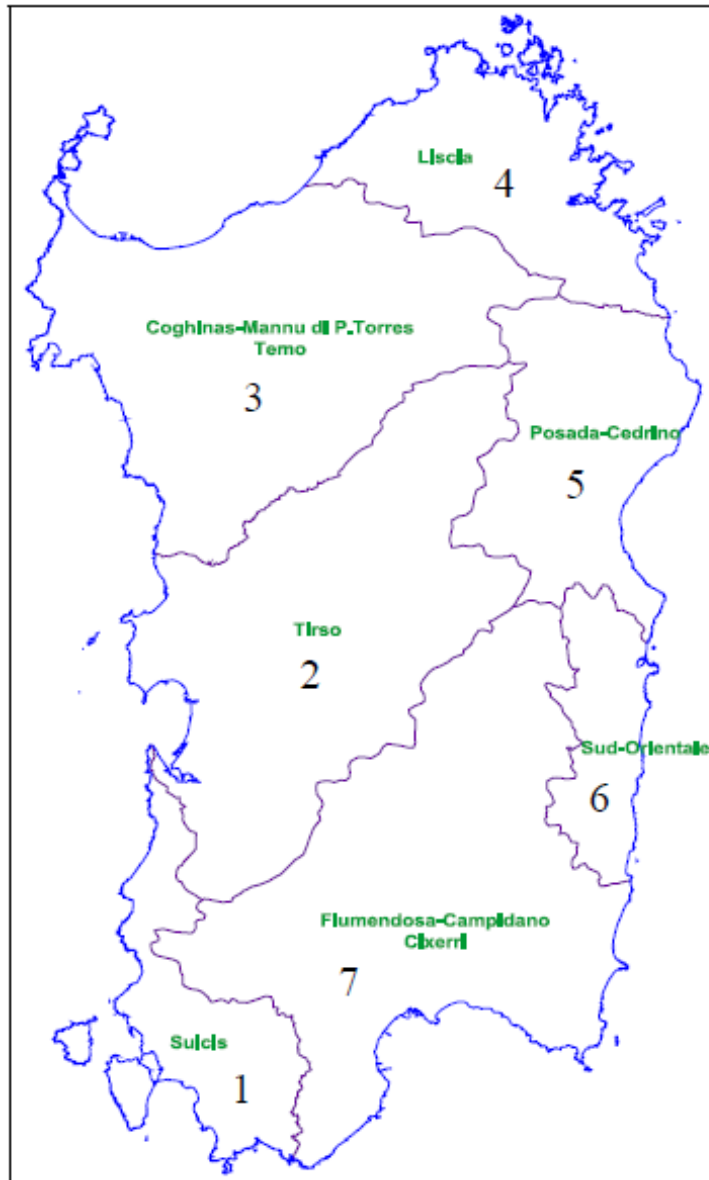 Liscia
4
Coghinas-Mannu di P.Torres
Temo
3
Posada-Cedrino
5
Tirso
2
Sud-Orientale
6
Flumendosa-Campidano
Cixerri
7
Sulcis
1